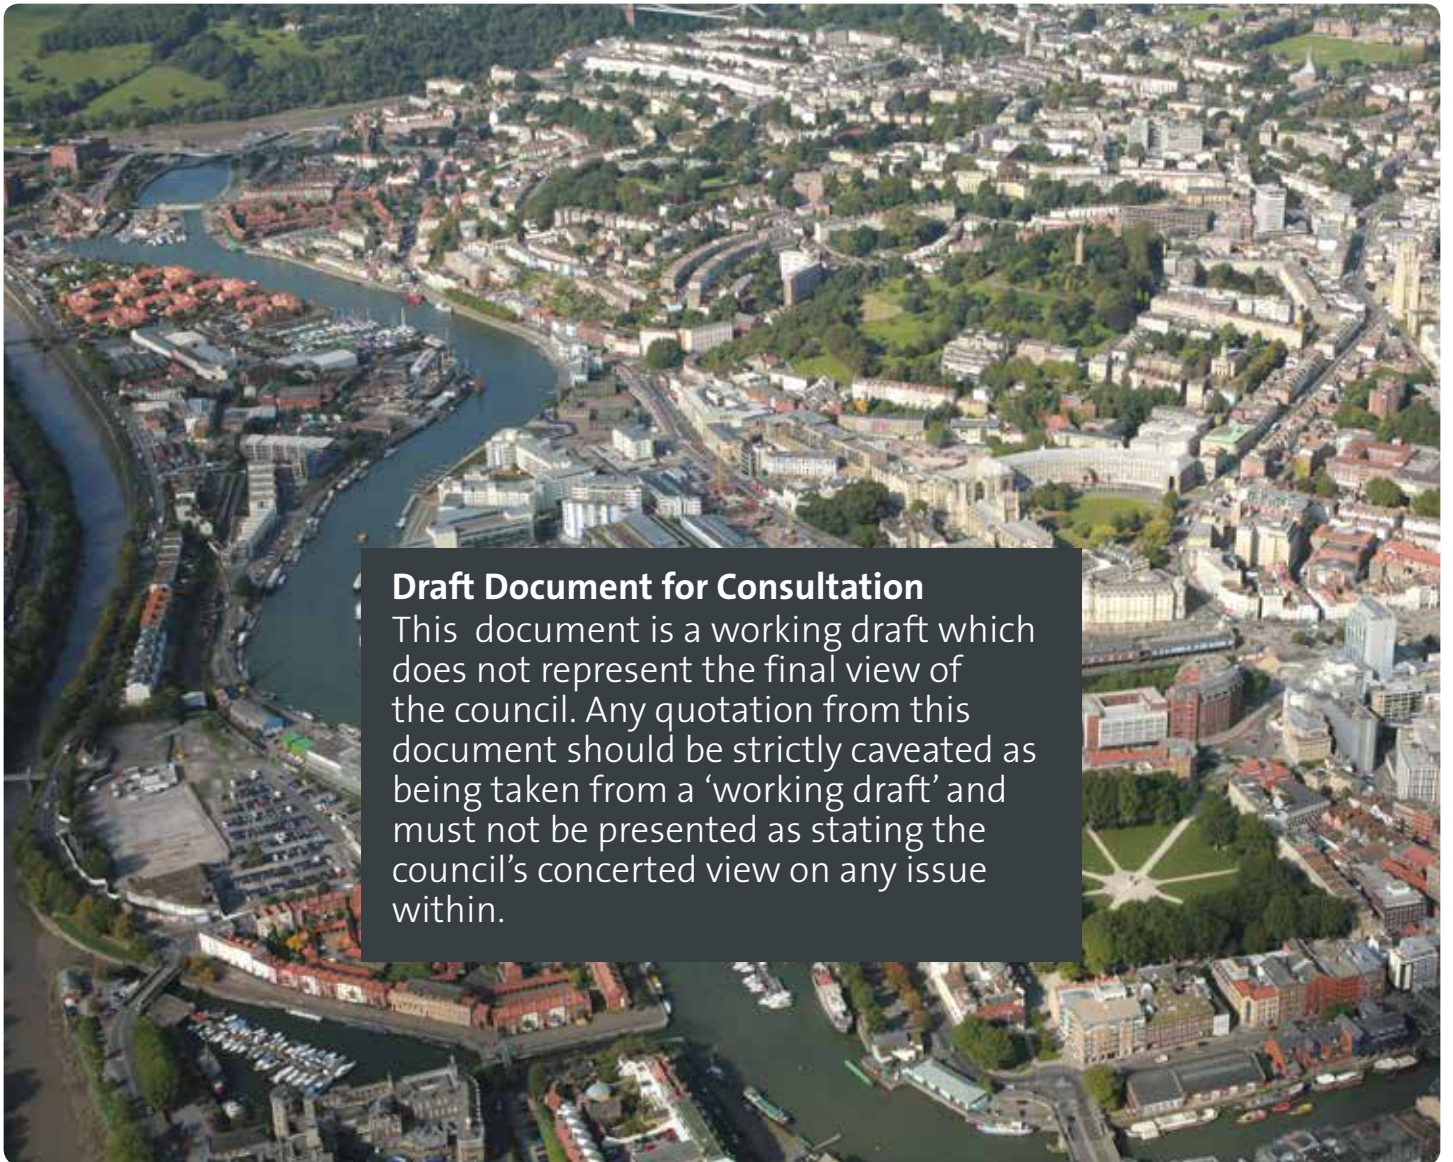 Draft Document for Consultation
This  document is a working draft which
does not represent the final view of
the council. Any quotation from this
document should be strictly caveated as
being taken from a ‘working draft’ and
must not be presented as stating the
council’s concerted view on any issue
within.